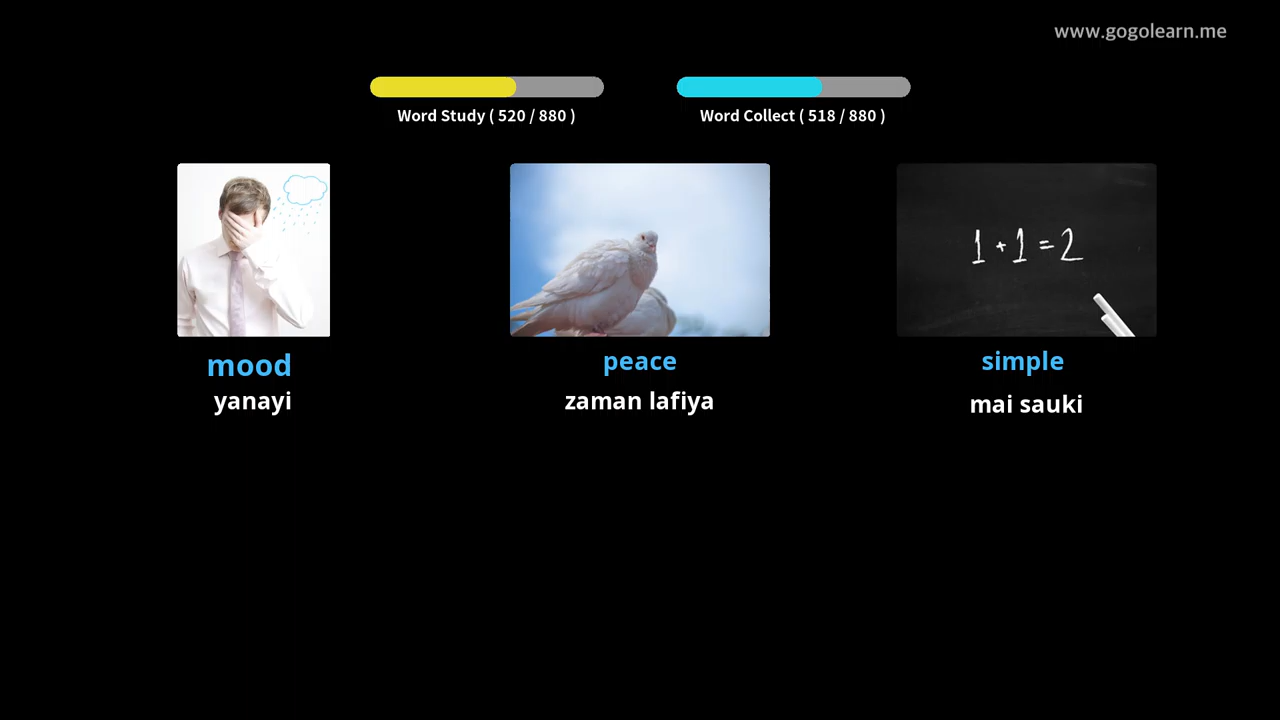 www.gogolearn.me
Word Study ( 520 / 880 )
Word Collect ( 518 / 880 )
1 + 1 = 2
mood
yanayi
peace
zaman lafiya
simple
mai sauki